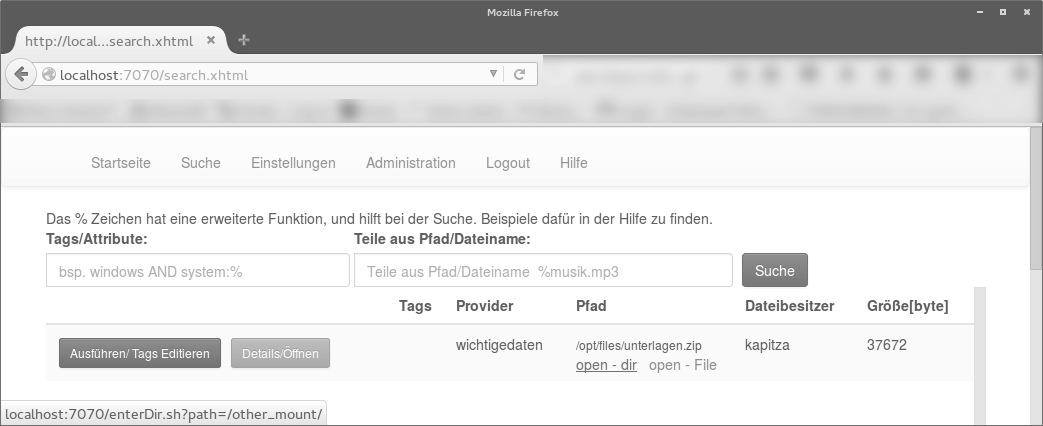 Mozilla Firefox
http://local...search.xhtml
localhost:7070/search.xhtml
Startseite Suche Einstellungen Administration Logout Hilfe
Das % Zeichen hat eine erweiterte Funktion, und hilft bei der Suche. Beispiele dafür in der Hilfe zu finden.
Tags/Attribute: Teile aus Pfad/Dateiname:
bsp. windows AND system:% Teile aus Pfad/Dateiname %musik.mp3 Suche
Tags Provider Pfad Dateibesitzer Größe[byte]
Ausführen/ Tags Editieren Details/Öffnen wichtigedaten /opt/files/unterlagen.zip kapitza 37672
open - dir open - File
localhost:7070/enterDir.sh?path=/other_mount/